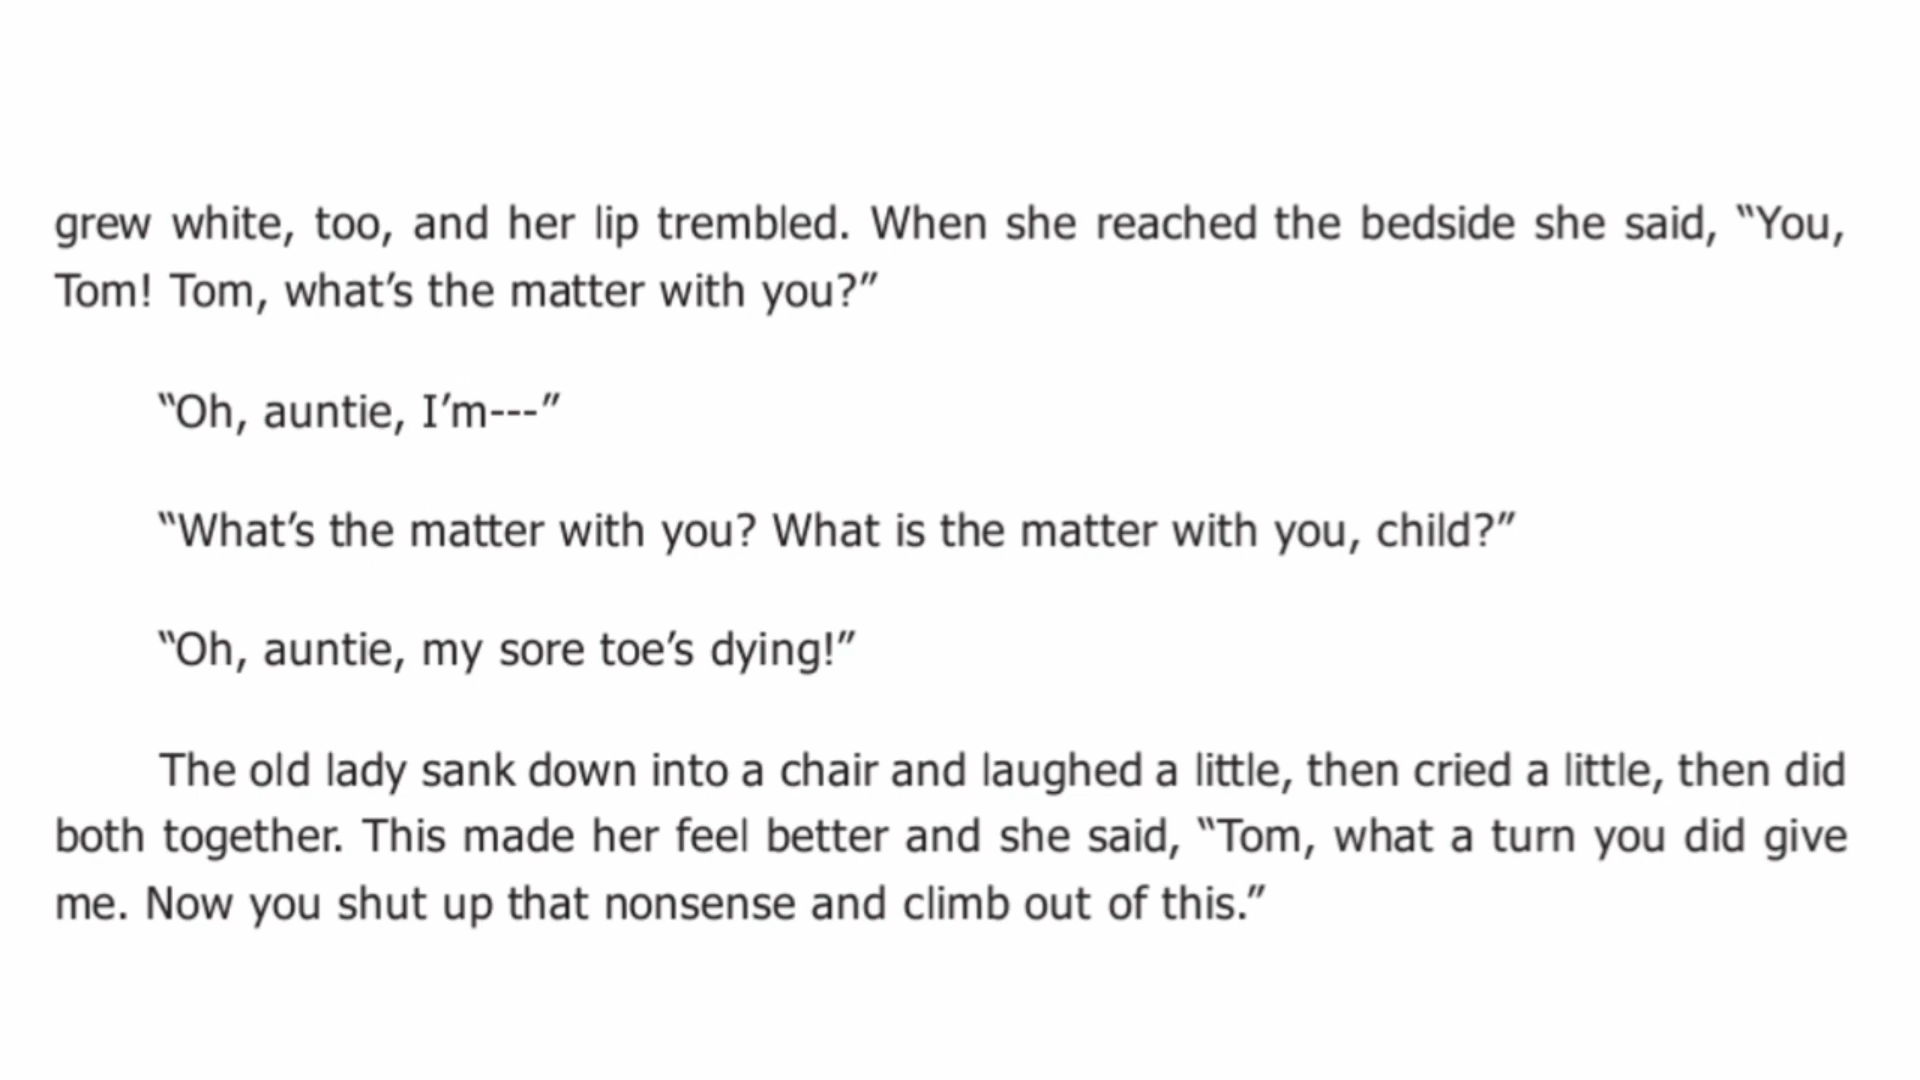 grew white, too, and her lip trembled. When she reached the bedside she said, “You,
Tom! Tom, what’s the matter with you?”
“Oh, auntie, I’m---”
“What’s the matter with you? What is the matter with you, child?”
“Oh, auntie, my sore toe’s dying!”
The old lady sank down into a chair and laughed a little, then cried a little, then did
both together. This made her feel better and she said, “Tom, what a turn you did give
me. Now you shut up that nonsense and climb out of this.”